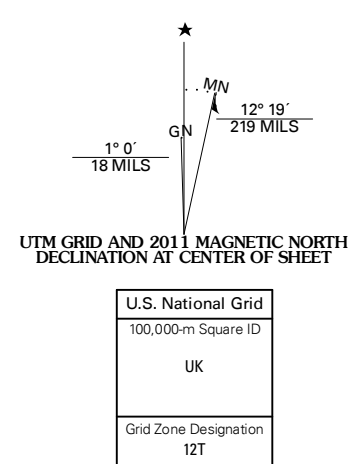 MN
GN
12° 19´
219 MILS
1° 0´
18 MILS
UTM GRID AND 2011 MAGNETIC NORTH
DECLINATION AT CENTER OF SHEET
U.S. National Grid
100,000-m Square ID
UK
Grid Zone Designation
12T